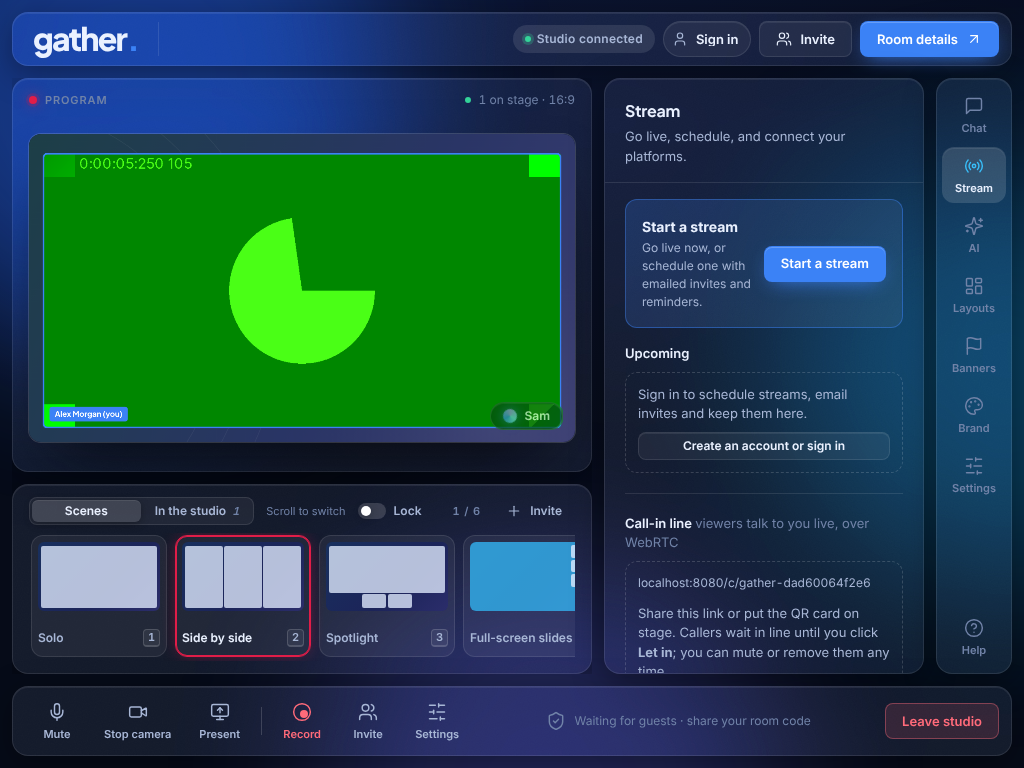 gather.
Studio connected
Sign in
Invite
Room details
PROGRAM
1 on stage · 16:9
0:00:05:250 105
Alex Morgan (you)
Sam
Scenes
In the studio 1
Scroll to switch
Lock
1 / 6
Invite
Solo
1
Side by side
2
Spotlight
3
Full-screen slides
Stream
Go live, schedule, and connect your
platforms.
Start a stream
Go live now, or
schedule one with
emailed invites and
reminders.
Start a stream
Upcoming
Sign in to schedule streams, email
invites and keep them here.
Create an account or sign in
Call-in line viewers talk to you live, over
WebRTC
localhost:8080/c/gather-dad60064f2e6
Share this link or put the QR card on
stage. Callers wait in line until you click
Let in; you can mute or remove them any
time.
Chat
Stream
AI
Layouts
Banners
Brand
Settings
Help
Mute
Stop camera
Present
Record
Invite
Settings
Waiting for guests · share your room code
Leave studio